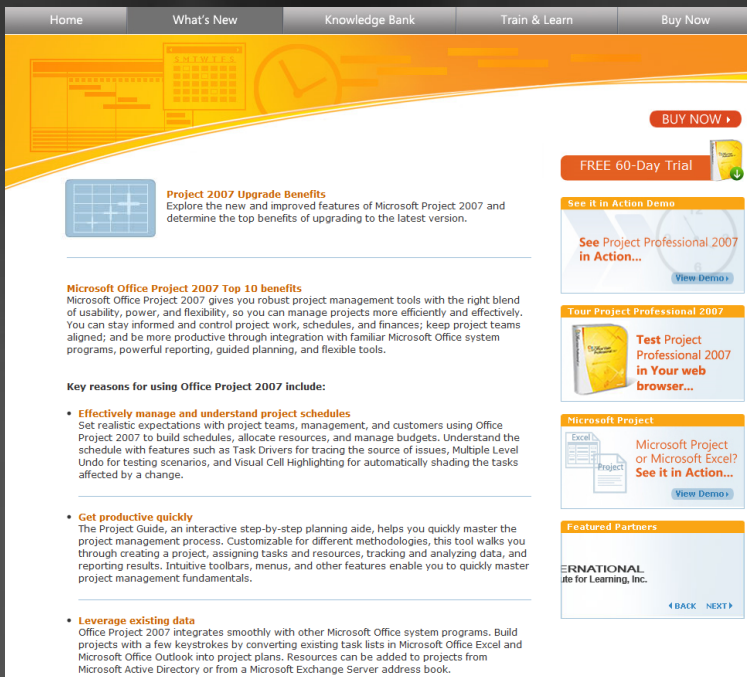 Home What's New Knowledge Bank Train & Learn Buy Now
S M T W T F S
BUY NOW
FREE 60-Day Trial
Project 2007 Upgrade Benefits
Explore the new and improved features of Microsoft Project 2007 and
determine the top benefits of upgrading to the latest version.
Microsoft Office Project 2007 Top 10 benefits
Microsoft Office Project 2007 gives you robust project management tools with the right blend
of usability, power, and flexibility, so you can manage projects more efficiently and effectively.
You can stay informed and control project work, schedules, and finances; keep project teams
aligned; and be more productive through integration with familiar Microsoft Office system
programs, powerful reporting, guided planning, and flexible tools.
Key reasons for using Office Project 2007 include:
• Effectively manage and understand project schedules
Set realistic expectations with project teams, management, and customers using Office
Project 2007 to build schedules, allocate resources, and manage budgets. Understand the
schedule with features such as Task Drivers for tracing the source of issues, Multiple Level
Undo for testing scenarios, and Visual Cell Highlighting for automatically shading the tasks
affected by a change.
• Get productive quickly
The Project Guide, an interactive step-by-step planning aide, helps you quickly master the
project management process. Customizable for different methodologies, this tool walks you
through creating a project, assigning tasks and resources, tracking and analyzing data, and
reporting results. Intuitive toolbars, menus, and other features enable you to quickly master
project management fundamentals.
• Leverage existing data
Office Project 2007 integrates smoothly with other Microsoft Office system programs. Build
projects with a few keystrokes by converting existing task lists in Microsoft Office Excel and
Microsoft Office Outlook into project plans. Resources can be added to projects from
Microsoft Active Directory or from a Microsoft Exchange Server address book.
See it in Action Demo
12
6
See Project Professional 2007
in Action...
View Demo
Tour Project Professional 2007
Test Project
Professional 2007
in Your web
browser...
Microsoft Project
Excel
Project
Microsoft Project
or Microsoft Excel?
See it in Action...
View Demo
Featured Partners
ERNATIONAL
ute for Learning, Inc.
BACK NEXT